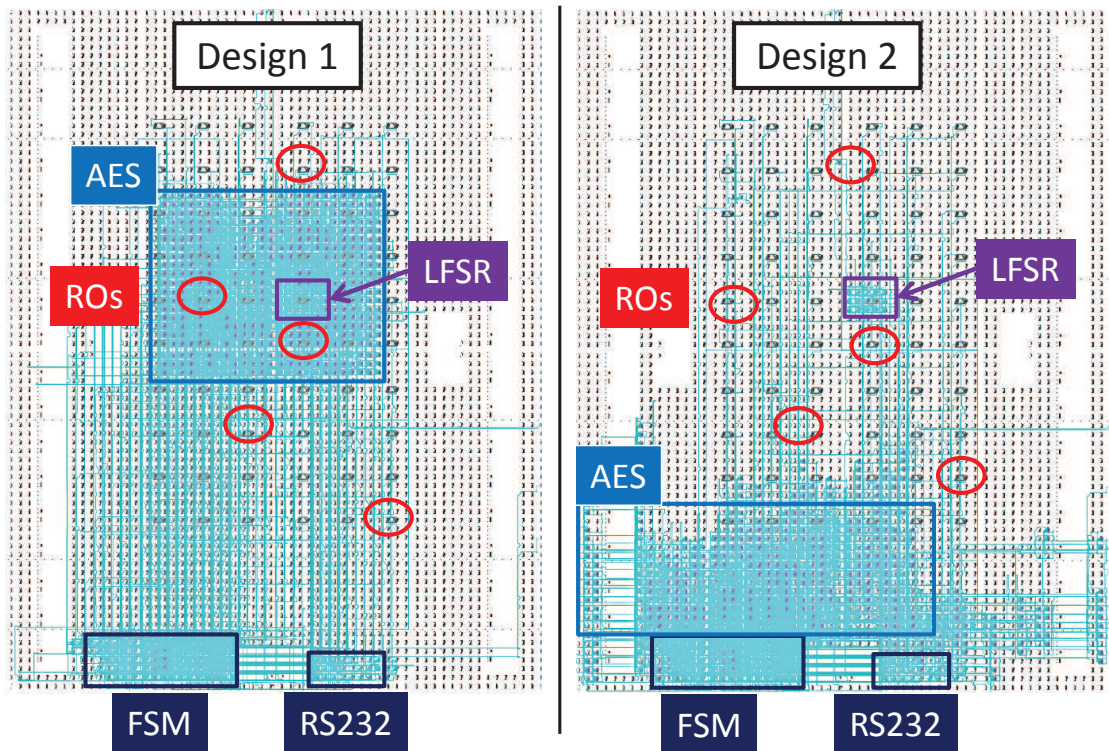 Design 1
AES
LFSR
ROs
FSM
RS232
Design 2
LFSR
ROs
AES
FSM
RS232